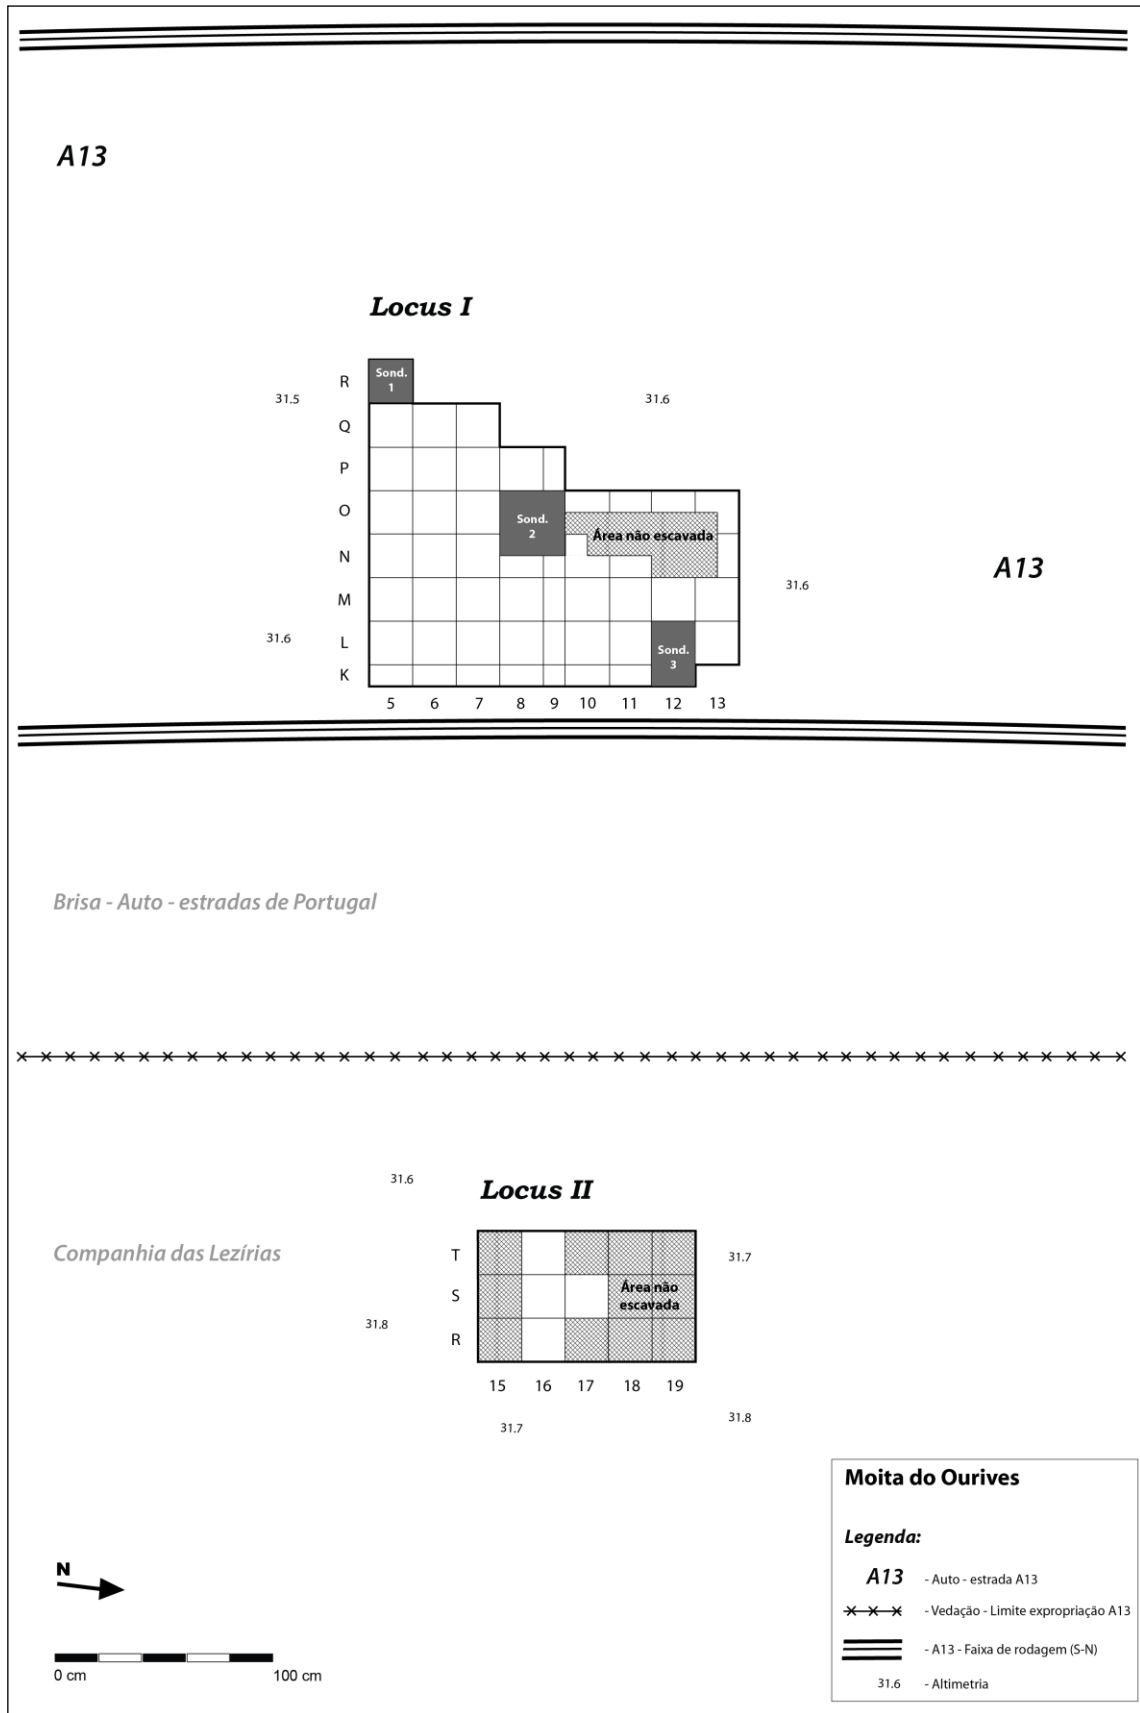 A13
Locus I
R
Sond.
1
31.5
31.6
Q
P
O
Sond.
2
Área não escavada
N
A13
31.6
M
31.6
L
Sond.
3
K
5 6 7 8 9 10 11 12 13
Brisa - Auto - estradas de Portugal
31.6
Locus II
Companhia das Lezírias
T
31.7
S
Área não
escavada
31.8
R
15 16 17 18 19
31.7
31.8
Moita do Ourives
Legenda:
A13 - Auto - estrada A13
- Vedação - Limite expropriação A13
- A13 - Faixa de rodagem (S-N)
31.6 - Altimetria
N
0 cm 100 cm